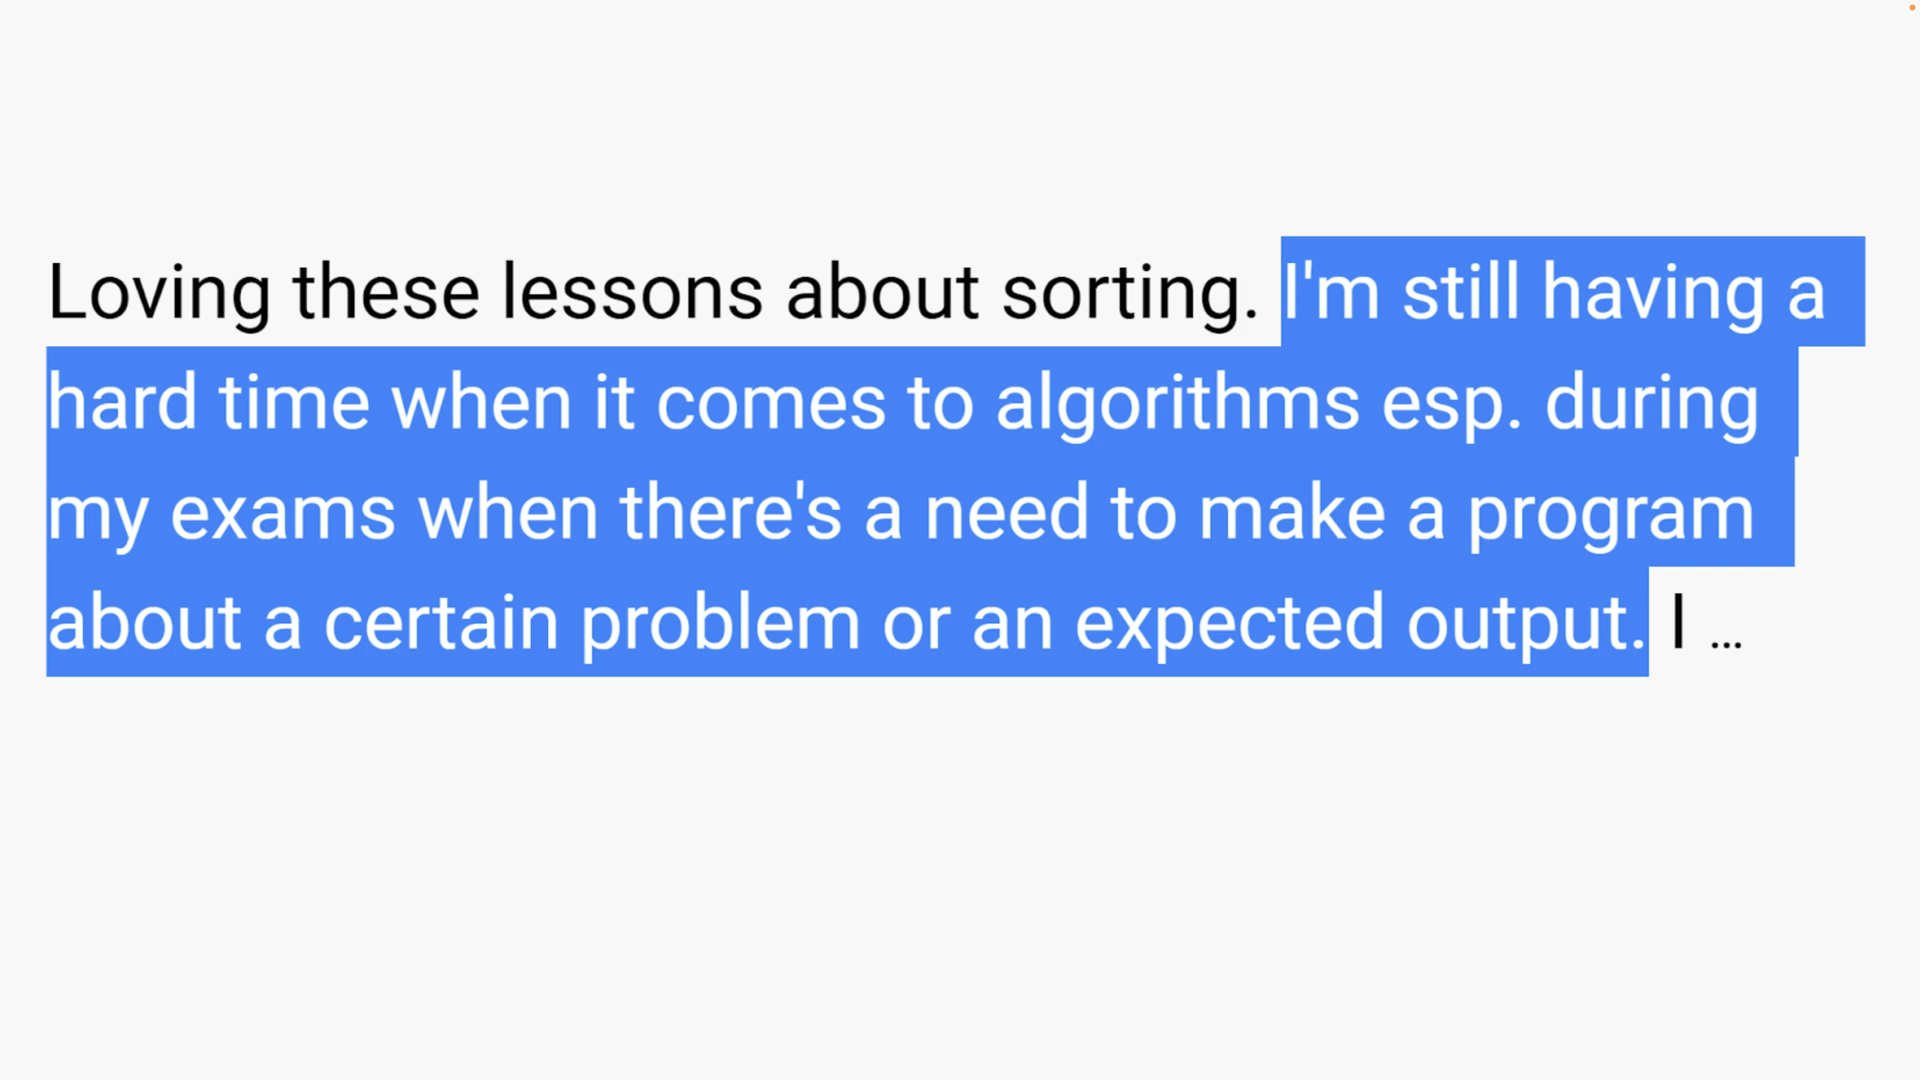 Loving these lessons about sorting. I'm still having a
hard time when it comes to algorithms esp. during
my exams when there's a need to make a program
about a certain problem or an expected output. I ...